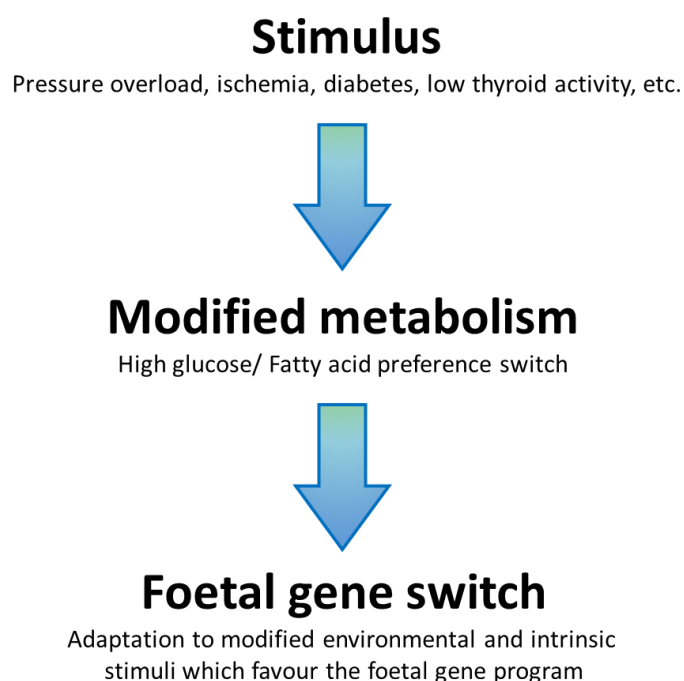 Stimulus
Pressure overload, ischemia, diabetes, low thyroid activity, etc.
Modified metabolism
High glucose/ Fatty acid preference switch
Foetal gene switch
Adaptation to modified environmental and intrinsic
stimuli which favour the foetal gene program